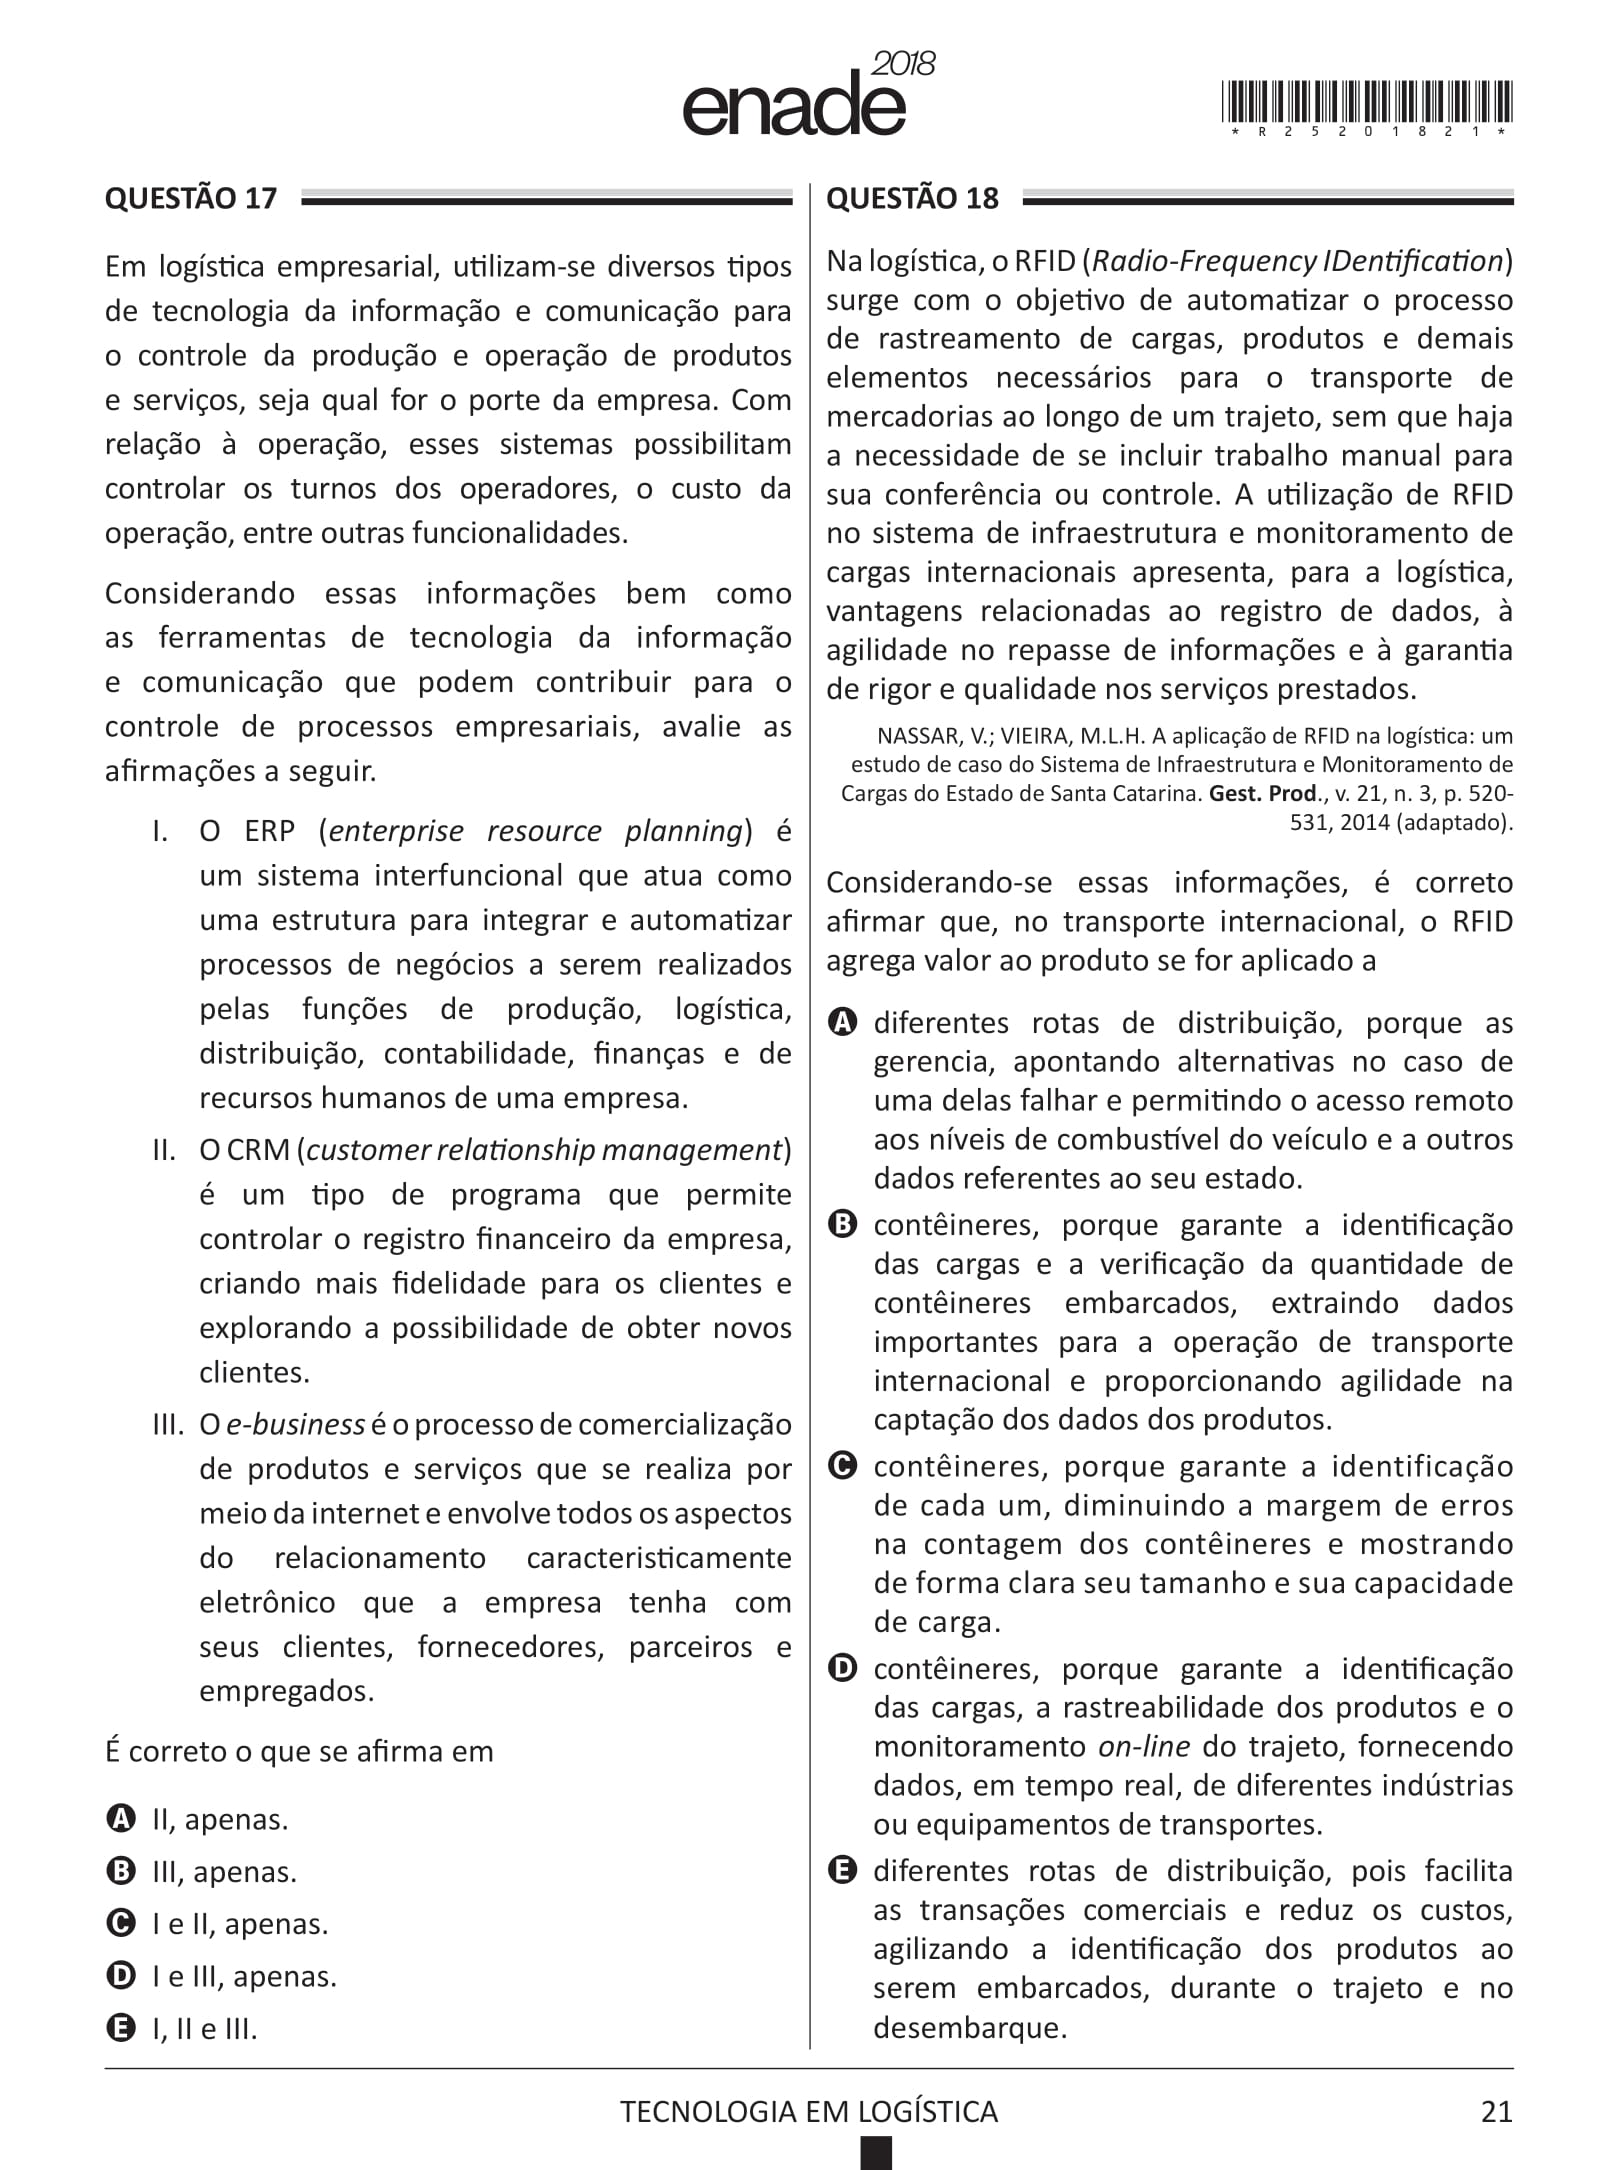 enade 2018
*R25201821*
QUESTÃO 17
Em logística empresarial, utilizam-se diversos tipos
de tecnologia da informação e comunicação para
o controle da produção e operação de produtos
e serviços, seja qual for o porte da empresa. Com
relação à operação, esses sistemas possibilitam
controlar os turnos dos operadores, o custo da
operação, entre outras funcionalidades.
Considerando essas informações bem como
as ferramentas de tecnologia da informação
e comunicação que podem contribuir para o
controle de processos empresariais, avalie as
afirmações a seguir.
I. O ERP (enterprise resource planning) é
um sistema interfuncional que atua como
uma estrutura para integrar e automatizar
processos de negócios a serem realizados
pelas funções de produção, logística,
distribuição, contabilidade, finanças e de
recursos humanos de uma empresa.
II. O CRM (customer relationship management)
é um tipo de programa que permite
controlar o registro financeiro da empresa,
criando mais fidelidade para os clientes e
explorando a possibilidade de obter novos
clientes.
III. O e-business é o processo de comercialização
de produtos e serviços que se realiza por
meio da internet e envolve todos os aspectos
do relacionamento caracteristicamente
eletrônico que a empresa tenha com
seus clientes, fornecedores, parceiros e
empregados.
É correto o que se afirma em
A II, apenas.
B III, apenas.
C I e II, apenas.
D I e III, apenas.
E I, II e III.
QUESTÃO 18
Na logística, o RFID (Radio-Frequency IDentification)
surge com o objetivo de automatizar o processo
de rastreamento de cargas, produtos e demais
elementos necessários para o transporte de
mercadorias ao longo de um trajeto, sem que haja
a necessidade de se incluir trabalho manual para
sua conferência ou controle. A utilização de RFID
no sistema de infraestrutura e monitoramento de
cargas internacionais apresenta, para a logística,
vantagens relacionadas ao registro de dados, à
agilidade no repasse de informações e à garantia
de rigor e qualidade nos serviços prestados.
NASSAR, V.; VIEIRA, M.L.H. A aplicação de RFID na logística: um
estudo de caso do Sistema de Infraestrutura e Monitoramento de
Cargas do Estado de Santa Catarina. Gest. Prod., v. 21, n. 3, p. 520-
531, 2014 (adaptado).
Considerando-se essas informações, é correto
afirmar que, no transporte internacional, o RFID
agrega valor ao produto se for aplicado a
A diferentes rotas de distribuição, porque as
gerencia, apontando alternativas no caso de
uma delas falhar e permitindo o acesso remoto
aos níveis de combustível do veículo e a outros
dados referentes ao seu estado.
B contêineres, porque garante a identificação
das cargas e a verificação da quantidade de
contêineres embarcados, extraindo dados
importantes para a operação de transporte
internacional e proporcionando agilidade na
captação dos dados dos produtos.
C contêineres, porque garante a identificação
de cada um, diminuindo a margem de erros
na contagem dos contêineres e mostrando
de forma clara seu tamanho e sua capacidade
de carga.
D contêineres, porque garante a identificação
das cargas, a rastreabilidade dos produtos e o
monitoramento on-line do trajeto, fornecendo
dados, em tempo real, de diferentes indústrias
ou equipamentos de transportes.
E diferentes rotas de distribuição, pois facilita
as transações comerciais e reduz os custos,
agilizando a identificação dos produtos ao
serem embarcados, durante o trajeto e no
desembarque.
TECNOLOGIA EM LOGÍSTICA
21